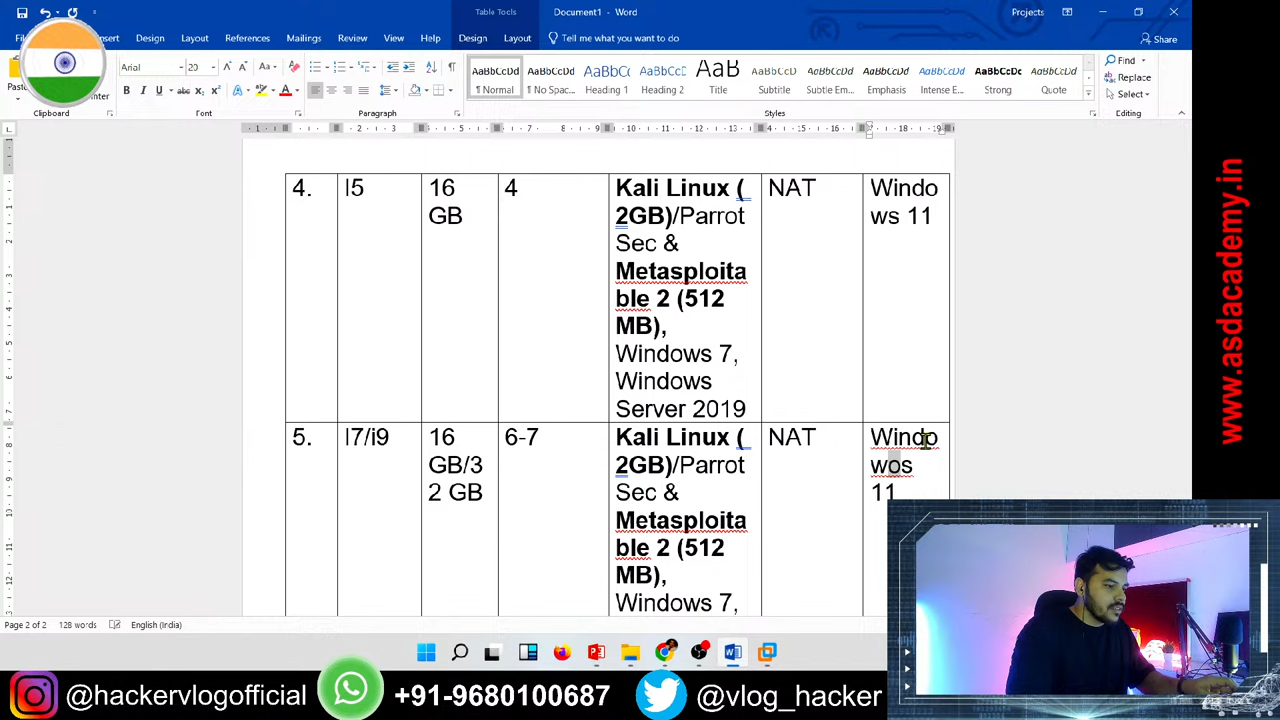 Table Tools
Document1 - Word
Projects
Insert
Design
Layout
References
Mailings
Review
View
Help
Design
Layout
Tell me what you want to do
Share
Arial
20
Clipboard
Font
Paragraph
AaBbCcDd
AaBbCcDd
AaBbCc
AaBbCcC
AaB
AaBbCcD
AaBbCcDd
AaBbCcDd
AaBbCcDd
AaBbCcDc
AaBbCcDd
¶ Normal
¶ No Spac...
Heading 1
Heading 2
Title
Subtitle
Subtle Em...
Emphasis
Intense E...
Strong
Quote
Styles
Find
Replace
Select
Editing
4.
I5
16
GB
4
Kali Linux (
2GB)/Parrot
Sec &
Metasploita
ble 2 (512
MB),
Windows 7,
Windows
Server 2019
NAT
Windo
ws 11
5.
I7/i9
16
GB/3
2 GB
6-7
Kali Linux (
2GB)/Parrot
Sec &
Metasploita
ble 2 (512
MB),
Windows 7,
NAT
Windo
wos
11
www.asdacademy.in
Page 2 of 2
128 words
English (India)
@hackervlogofficial
+91-9680100687
@vlog_hacker